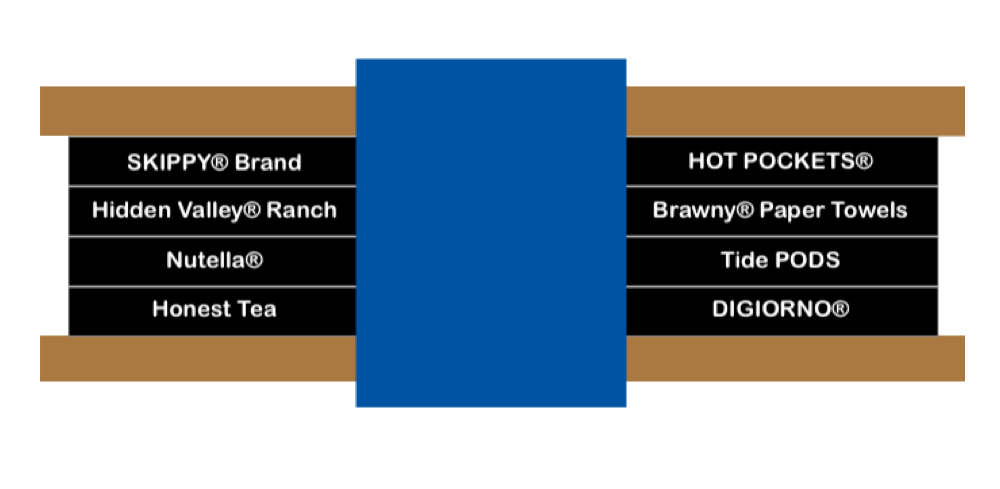 SKIPPY® Brand
Hidden Valley® Ranch
Nutella®
Honest Tea
HOT POCKETS®
Brawny® Paper Towels
Tide PODS
DIGIORNO®